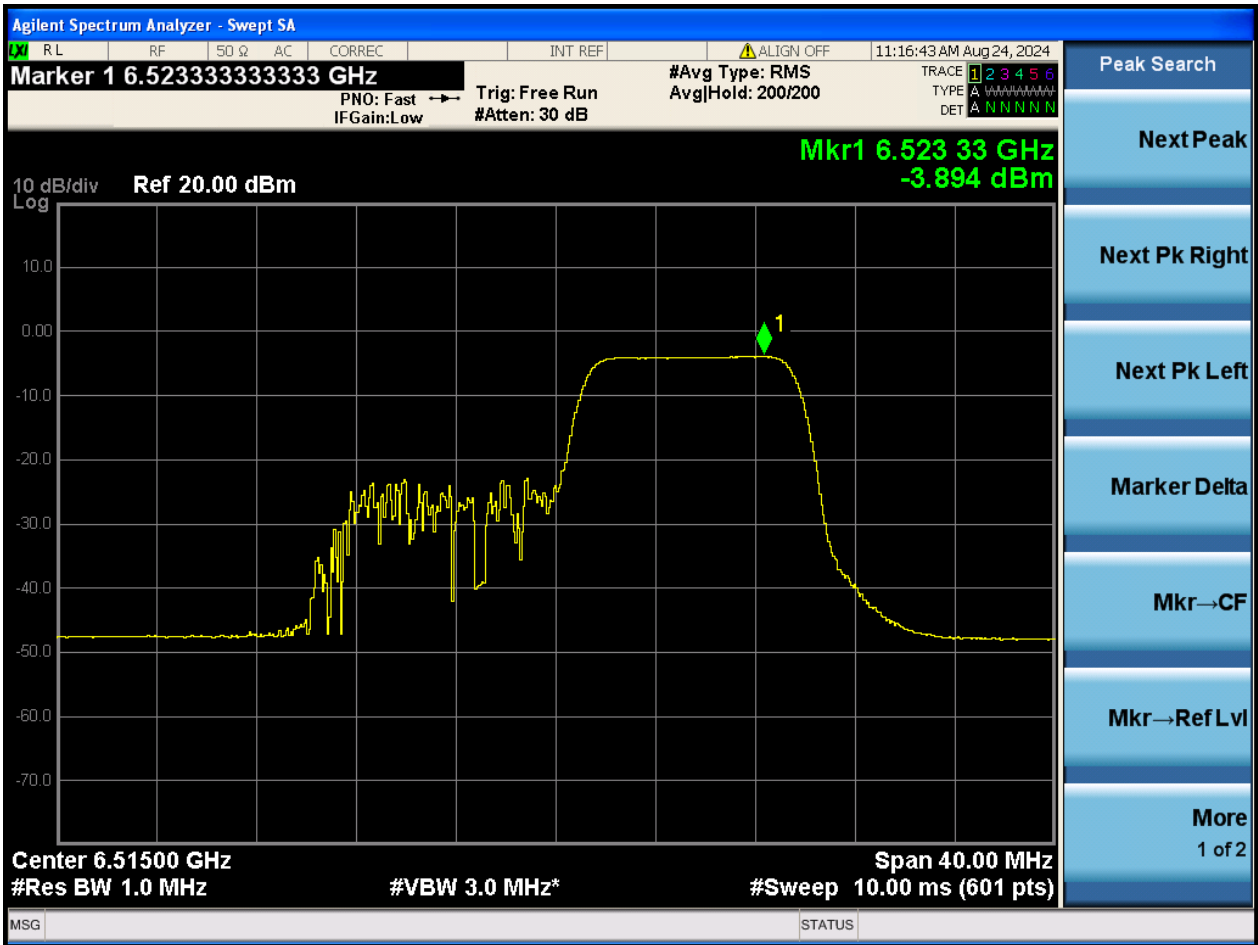 Agilent Spectrum Analyzer - Swept SA
LXI RL RF 50 Ω AC CORREC INT REF ALIGN OFF 11:16:43 AM Aug 24, 2024
Marker 1 6.523333333333 GHz
PNO: Fast
IFGain:Low
Trig: Free Run
#Atten: 30 dB
#Avg Type: RMS
Avg|Hold: 200/200
TRACE 1 2 3 4 5 6
TYPE A
DET A N N N N N
Mkr1 6.523 33 GHz
-3.894 dBm
10 dB/div Ref 20.00 dBm
Log
10.0
0.00
-10.0
-20.0
-30.0
-40.0
-50.0
-60.0
-70.0
1
Center 6.51500 GHz Span 40.00 MHz
#Res BW 1.0 MHz #VBW 3.0 MHz* #Sweep 10.00 ms (601 pts)
MSG STATUS
Peak Search
Next Peak
Next Pk Right
Next Pk Left
Marker Delta
Mkr→CF
Mkr→Ref Lvl
More
1 of 2